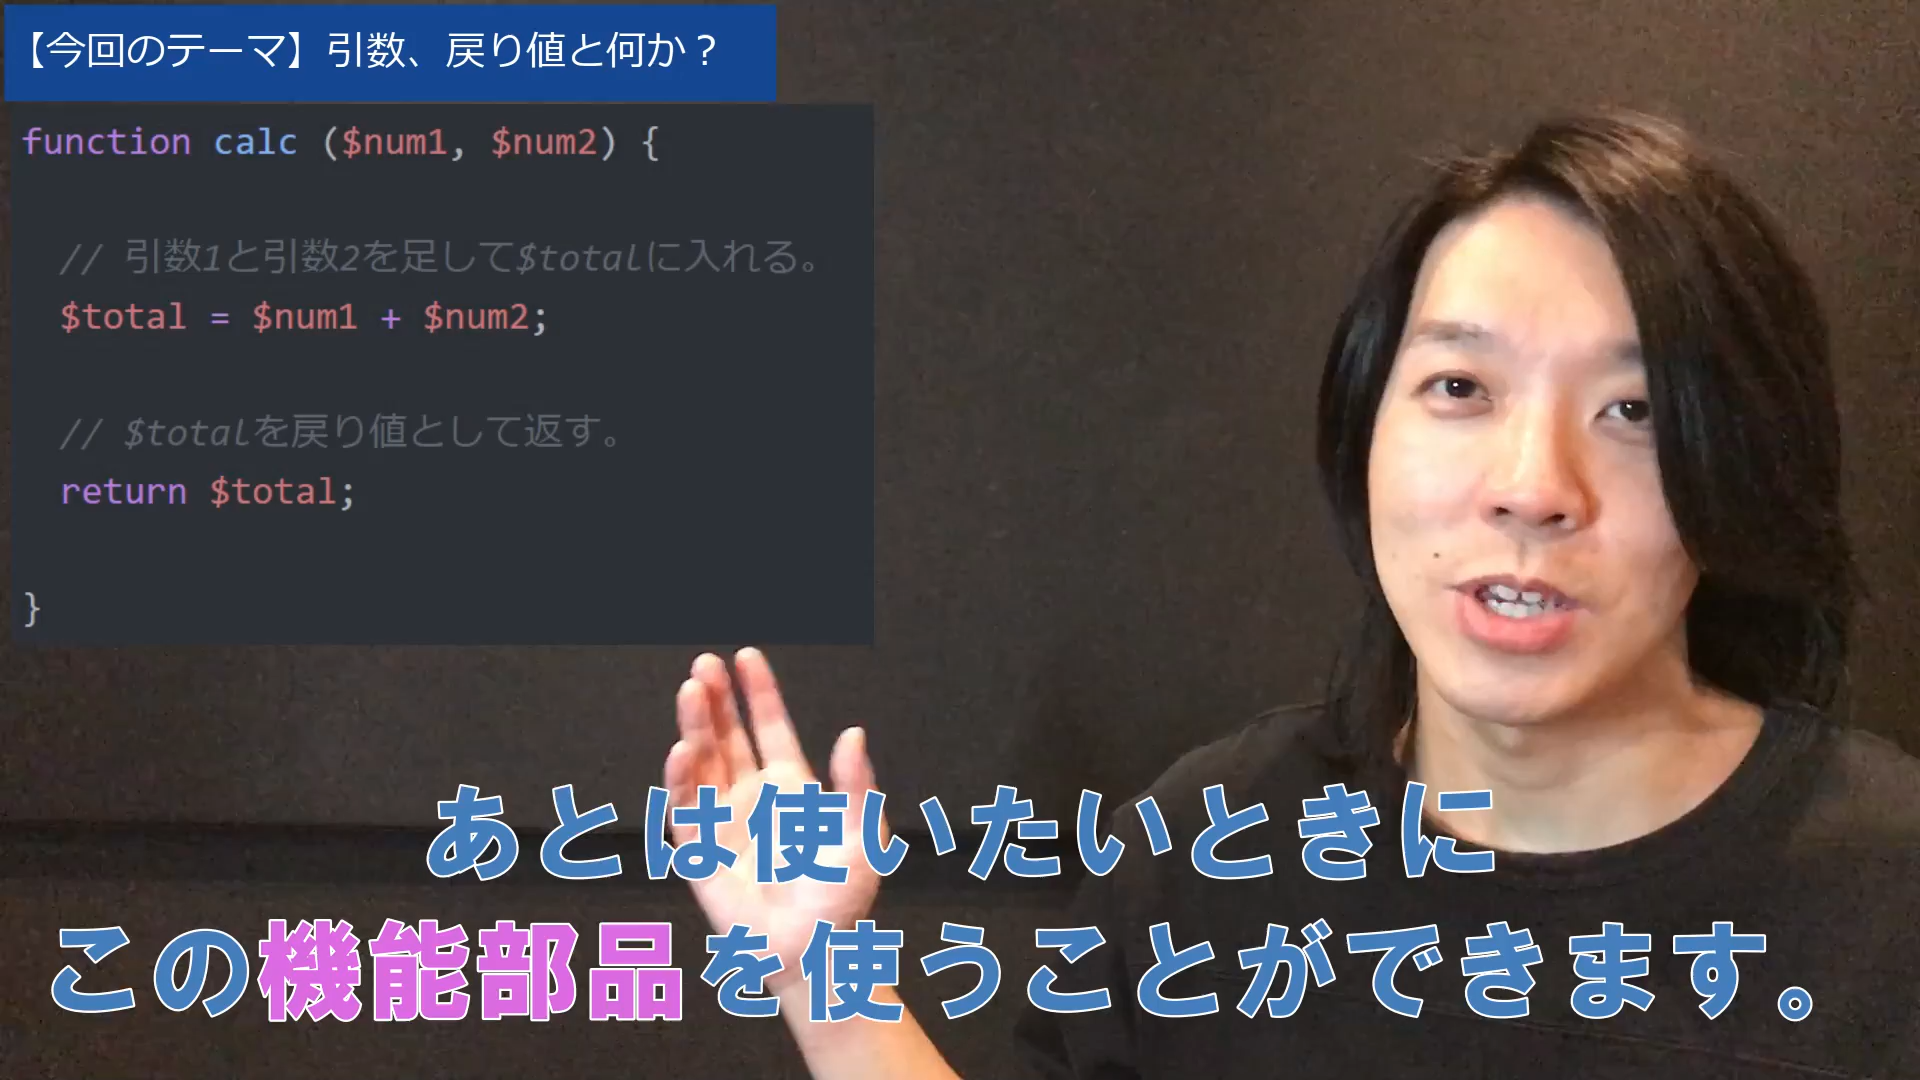 【今回のテーマ】引数、戻り値と何か？
function calc ($num1, $num2) {
// 引数1と引数2を足して$totalに入れる。
$total = $num1 + $num2;
// $totalを戻り値として返す。
return $total;
}
あとは使いたいときに
この機能部品を使うことができます。